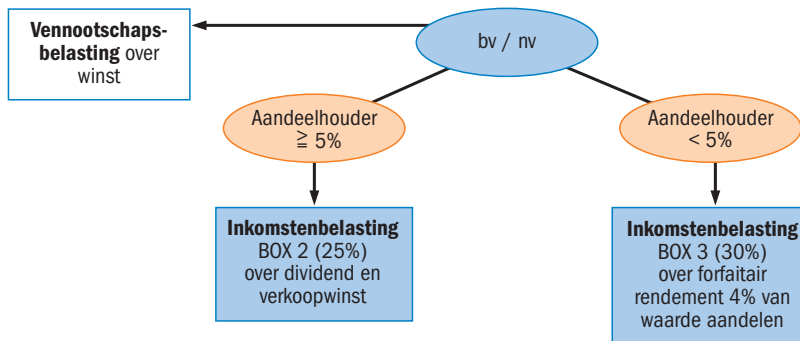 Vennootschaps-
belasting over
winst
bv / nv
Aandeelhouder
≧ 5%
Aandeelhouder
< 5%
Inkomstenbelasting
BOX 2 (25%)
over dividend en
verkoopwinst
Inkomstenbelasting
BOX 3 (30%)
over forfaitair
rendement 4% van
waarde aandelen